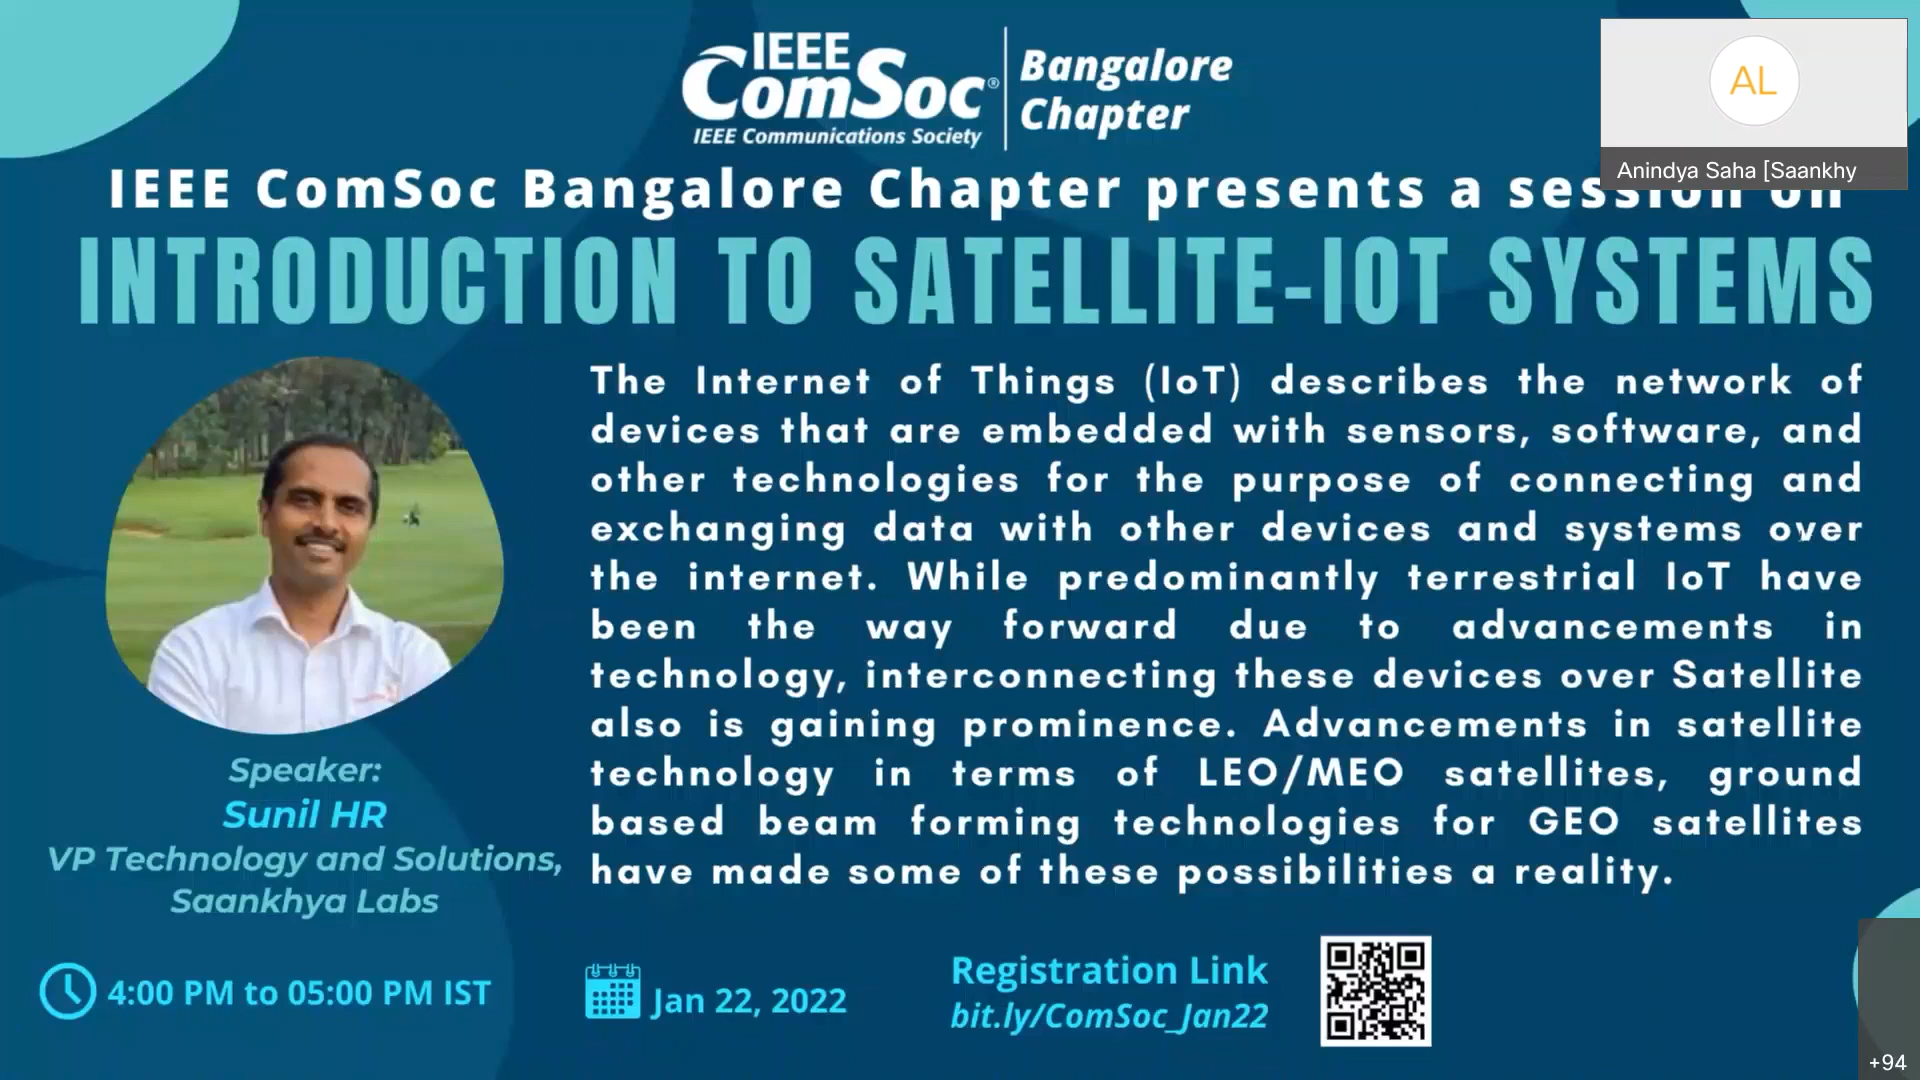 IEEE
ComSoc®
IEEE Communications Society
Bangalore
Chapter
AL
Anindya Saha [Saankhy
IEEE ComSoc Bangalore Chapter presents a session on
INTRODUCTION TO SATELLITE-IOT SYSTEMS
The Internet of Things (IoT) describes the network of
devices that are embedded with sensors, software, and
other technologies for the purpose of connecting and
exchanging data with other devices and systems over
the internet. While predominantly terrestrial IoT have
been the way forward due to advancements in
technology, interconnecting these devices over Satellite
also is gaining prominence. Advancements in satellite
technology in terms of LEO/MEO satellites, ground
based beam forming technologies for GEO satellites
have made some of these possibilities a reality.
Speaker:
Sunil HR
VP Technology and Solutions,
Saankhya Labs
4:00 PM to 05:00 PM IST
Jan 22, 2022
Registration Link
bit.ly/ComSoc_Jan22
+94